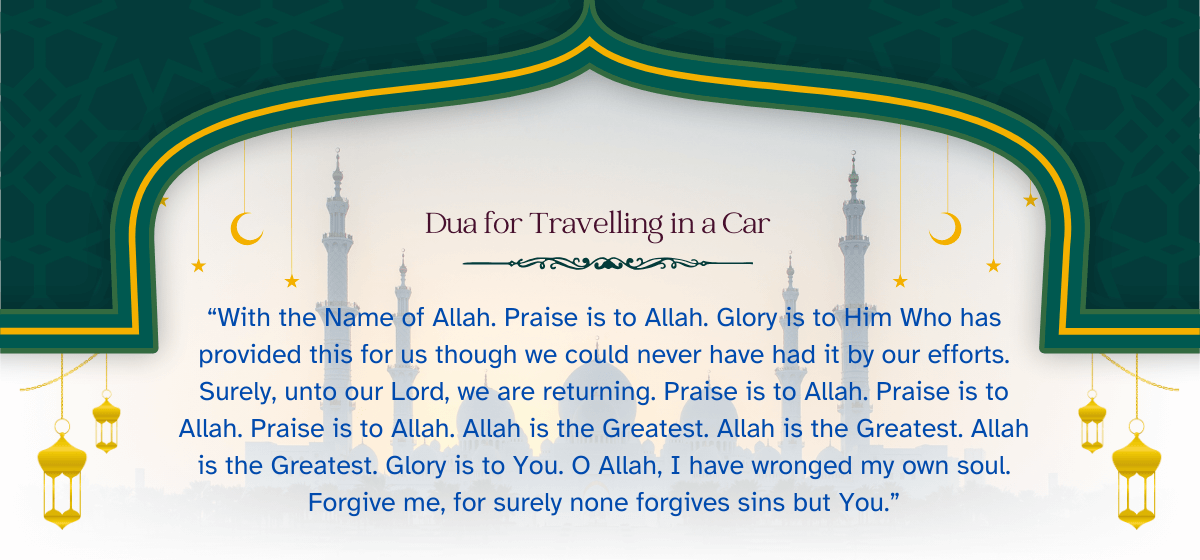 Dua for Travelling in a Car
“With the Name of Allah. Praise is to Allah. Glory is to Him Who has
provided this for us though we could never have had it by our efforts.
Surely, unto our Lord, we are returning. Praise is to Allah. Praise is to
Allah. Praise is to Allah. Allah is the Greatest. Allah is the Greatest. Allah
is the Greatest. Glory is to You. O Allah, I have wronged my own soul.
Forgive me, for surely none forgives sins but You.”